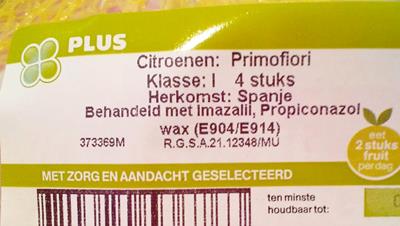 PLUS
Citroenen: Primofiori
Klasse: I 4 stuks
Herkomst: Spanje
Behandeld met Imazalil, Propiconazol
wax (E904/E914)
373369M R.G.S.A.21.12348/MU
eet
2 stuks
fruit
per dag
MET ZORG EN AANDACHT GESELECTEERD
ten minste
houdbaar tot: